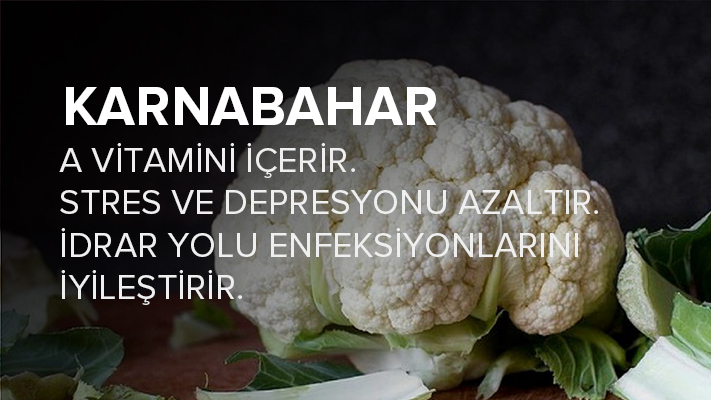 KARNABAHAR
A VİTAMİNİ İÇERİR.
STRES VE DEPRESYONU AZALTIR.
İDRAR YOLU ENFEKSİYONLARINI
İYİLEŞTİRİR.